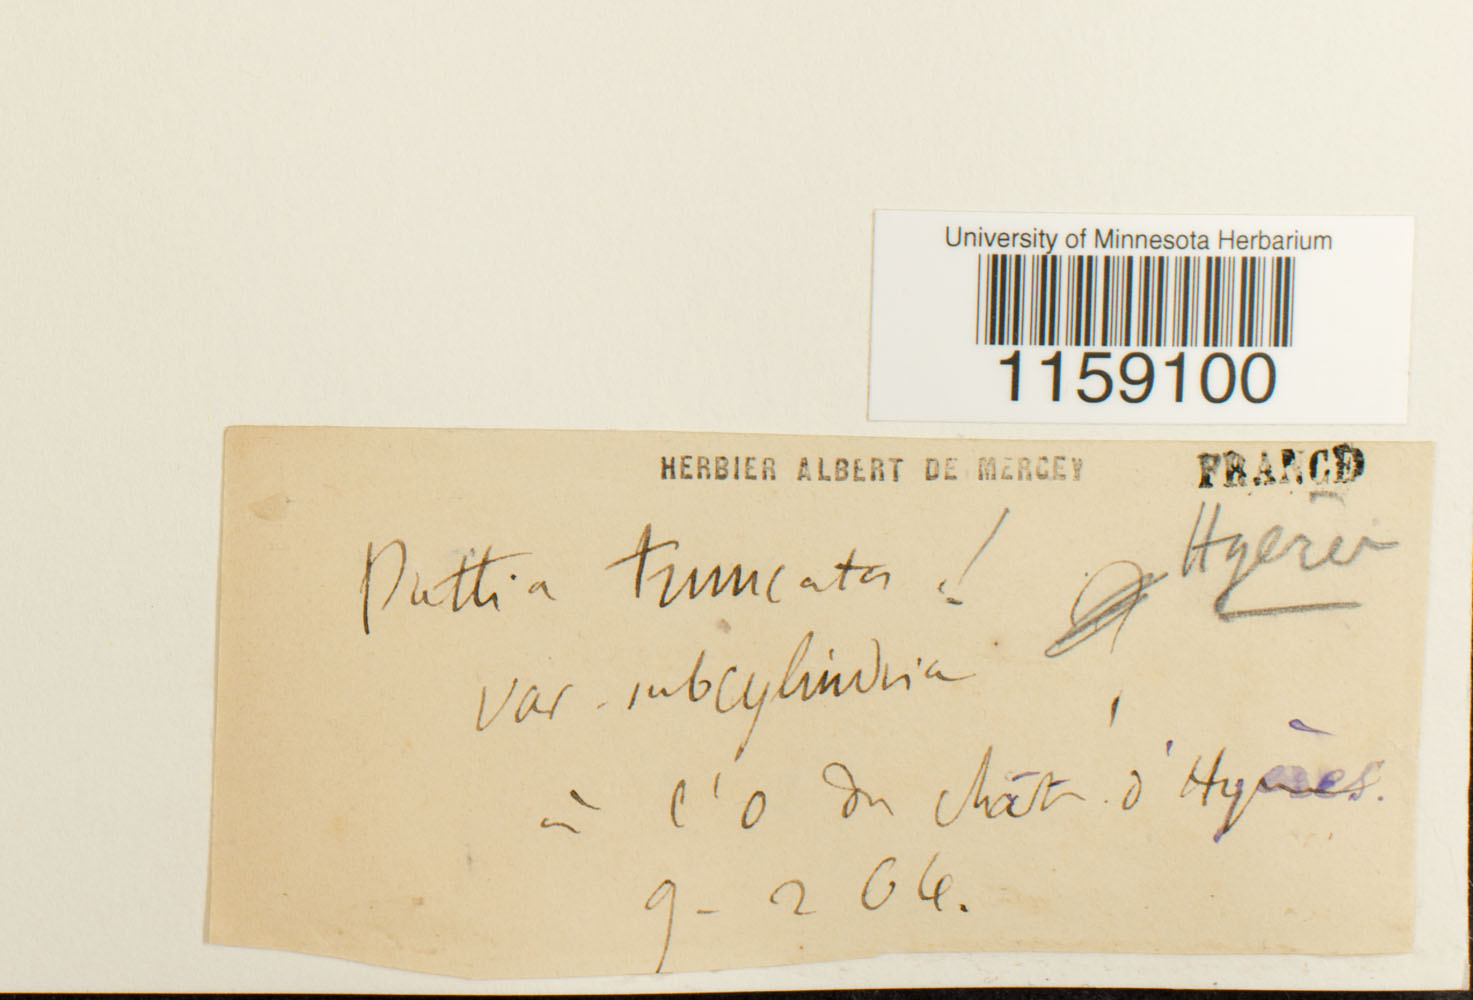 University of Minnesota Herbarium
1159100
HERBIER ALBERT DE MERCEY
FRANCE
Hyères
Pottia truncata !
var. subcylindrica
à l'O du chât. d'Hyères.
9 - 2 04.